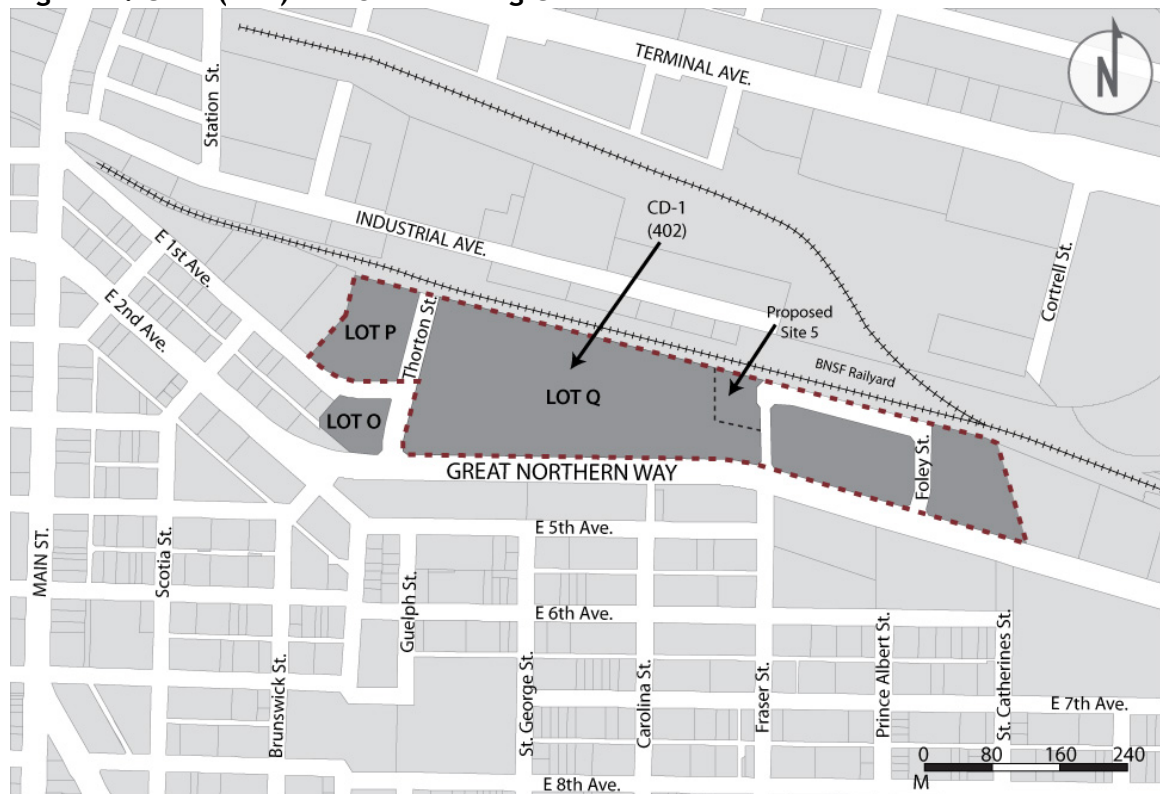 TERMINAL AVE.
N
Station St.
CD-1
(402)
INDUSTRIAL AVE.
Cortrell St.
E 1st Ave.
E 2nd Ave.
Proposed
Site 5
Thorton St.
LOT P
BNSF Railyard
LOT Q
LOT O
GREAT NORTHERN WAY
Foley St.
E 5th Ave.
MAIN ST.
Scotia St.
Guelph St.
E 6th Ave.
Brunswick St.
St. George St.
Carolina St.
Fraser St.
Prince Albert St.
St. Catherines St.
E 7th Ave.
0 80 160 240
M
E 8th Ave.